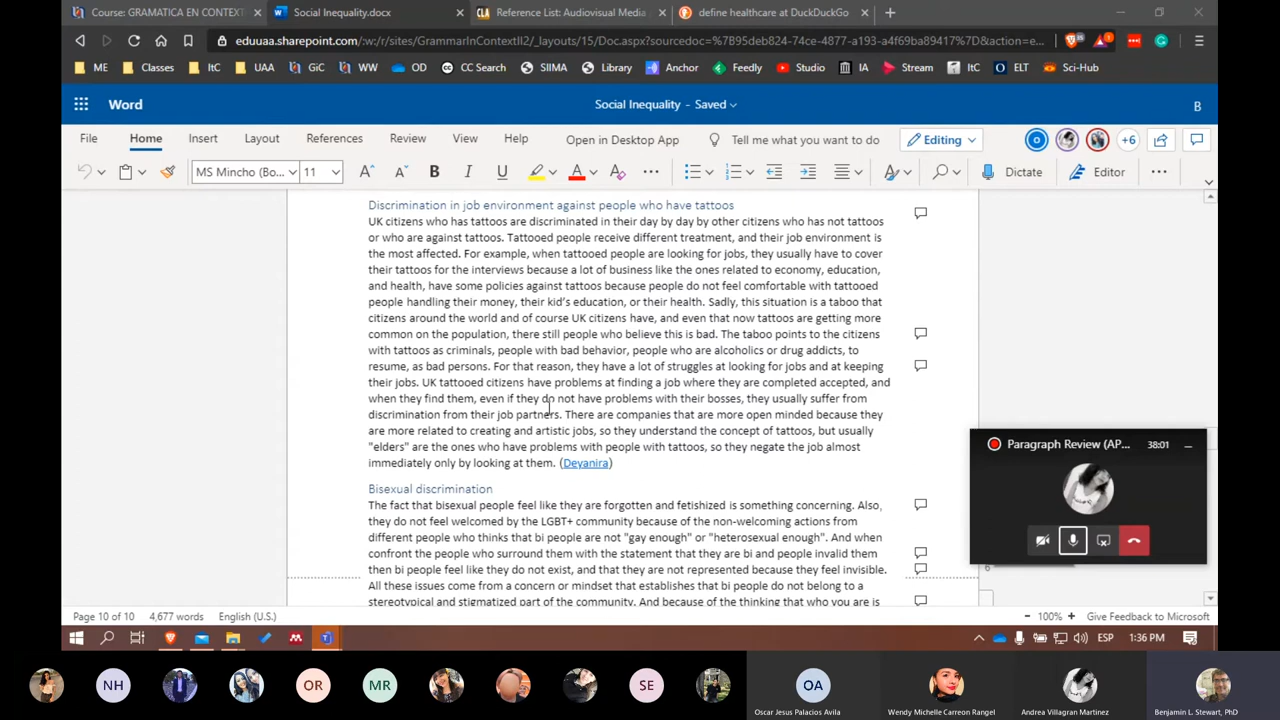 Course: GRAMATICA EN CONTEXT
Social Inequality.docx
Reference List: Audiovisual Media
define healthcare at DuckDuckGo
eduuaa.sharepoint.com/:w:/r/sites/GrammarInContextII2/_layouts/15/Doc.aspx?sourcedoc=%7B95deb824-74ce-4877-a193-a4f69ba89417%7D&action=e...
ME Classes ItC UAA GiC WW OD CC Search SIIMA Library Anchor Feedly Studio IA Stream ItC ELT Sci-Hub
Word
Social Inequality - Saved
B
File Home Insert Layout References Review View Help Open in Desktop App Tell me what you want to do Editing +6
MS Mincho (Bo... 11 B I U A Dictate Editor
Discrimination in job environment against people who have tattoos
UK citizens who has tattoos are discriminated in their day by day by other citizens who has not tattoos
or who are against tattoos. Tattooed people receive different treatment, and their job environment is
the most affected. For example, when tattooed people are looking for jobs, they usually have to cover
their tattoos for the interviews because a lot of business like the ones related to economy, education,
and health, have some policies against tattoos because people do not feel comfortable with tattooed
people handling their money, their kid's education, or their health. Sadly, this situation is a taboo that
citizens around the world and of course UK citizens have, and even that now tattoos are getting more
common on the population, there still people who believe this is bad. The taboo points to the citizens
with tattoos as criminals, people with bad behavior, people who are alcoholics or drug addicts, to
resume, as bad persons. For that reason, they have a lot of struggles at looking for jobs and at keeping
their jobs. UK tattooed citizens have problems at finding a job where they are completed accepted, and
when they find them, even if they do not have problems with their bosses, they usually suffer from
discrimination from their job partners. There are companies that are more open minded because they
are more related to creating and artistic jobs, so they understand the concept of tattoos, but usually
"elders" are the ones who have problems with people with tattoos, so they negate the job almost
immediately only by looking at them. (Deyanira)
Bisexual discrimination
The fact that bisexual people feel like they are forgotten and fetishized is something concerning. Also,
they do not feel welcomed by the LGBT+ community because of the non-welcoming actions from
different people who thinks that bi people are not "gay enough" or "heterosexual enough". And when
confront the people who surround them with the statement that they are bi and people invalid them
then bi people feel like they do not exist, and that they are not represented because they feel invisible.
All these issues come from a concern or mindset that establishes that bi people do not belong to a
stereotypical and stigmatized part of the community. And because of the thinking that who you are is
Paragraph Review (AP... 38:01
Page 10 of 10 4,677 words English (U.S.) 100% Give Feedback to Microsoft
ESP 1:36 PM
NH OR MR SE OA
Oscar Jesus Palacios Avila
Wendy Michelle Carreon Rangel
Andrea Villagran Martinez
Benjamin L. Stewart, PhD